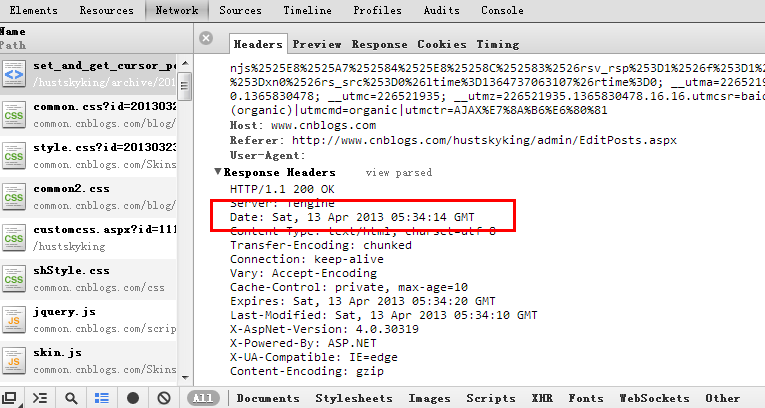 Elements Resources Network Sources Timeline Profiles Audits Console
Name
Path
set_and_get_cursor_po
/hustskyking/archive/201
common.css?id=2013032
common.cnblogs.com/blog/
style.css?id=20130323
common.cnblogs.com/Skins
common2.css
common.cnblogs.com/blog/
customcss.aspx?id=111
/hustskyking
shStyle.css
common.cnblogs.com/css
jquery.js
common.cnblogs.com/scrip
skin.js
common.cnblogs.com/Skins
Headers Preview Response Cookies Timing
njs%2525E8%2525A7%252584%2525E8%25258C%252583%2526rsv_rsp%253D1%2526f%253D1%
%253Dxn0%2526rs_src%253D0%26ltime%3D1364737063107%26rtime%3D0; __utma=2265219
0.1365830478; __utmc=226521935; __utmz=226521935.1365830478.16.16.utmcsr=baid
(organic)|utmcmd=organic|utmctr=AJAX%E7%8A%B6%E6%80%81
Host: www.cnblogs.com
Referer: http://www.cnblogs.com/hustskyking/admin/EditPosts.aspx
User-Agent:
Response Headers view parsed
HTTP/1.1 200 OK
Server: Tengine
Date: Sat, 13 Apr 2013 05:34:14 GMT
Content-Type: text/html; charset=utf-8
Transfer-Encoding: chunked
Connection: keep-alive
Vary: Accept-Encoding
Cache-Control: private, max-age=10
Expires: Sat, 13 Apr 2013 05:34:20 GMT
Last-Modified: Sat, 13 Apr 2013 05:34:10 GMT
X-AspNet-Version: 4.0.30319
X-Powered-By: ASP.NET
X-UA-Compatible: IE=edge
Content-Encoding: gzip
All Documents Stylesheets Images Scripts XHR Fonts WebSockets Other